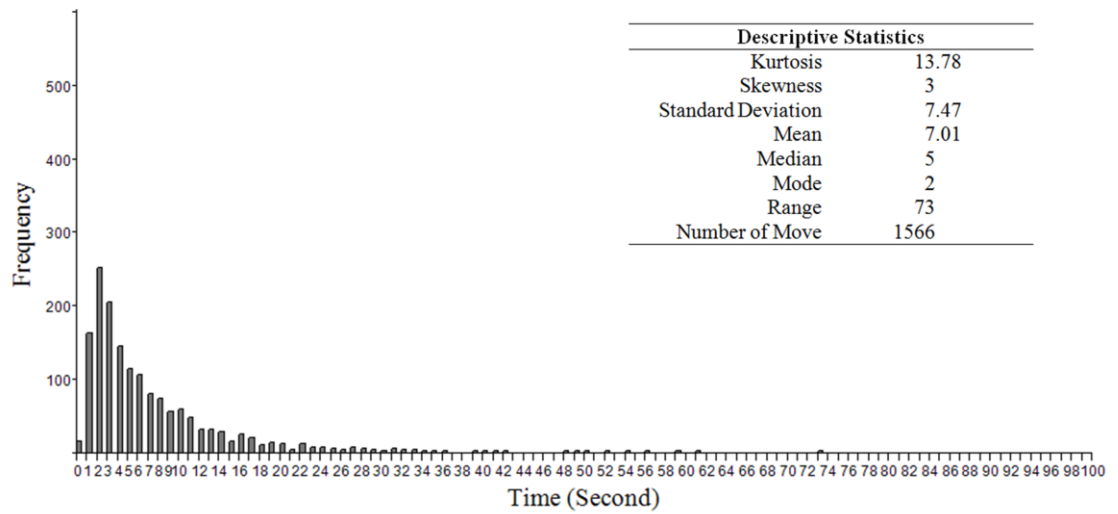 Descriptive Statistics
Kurtosis 13.78
Skewness 3
Standard Deviation 7.47
Mean 7.01
Median 5
Mode 2
Range 73
Number of Move 1566
Frequency
500
400
300
200
100
0 1 2 3 4 5 6 7 8 9 10 12 14 16 18 20 22 24 26 28 30 32 34 36 38 40 42 44 46 48 50 52 54 56 58 60 62 64 66 68 70 72 74 76 78 80 82 84 86 88 90 92 94 96 98 100
Time (Second)